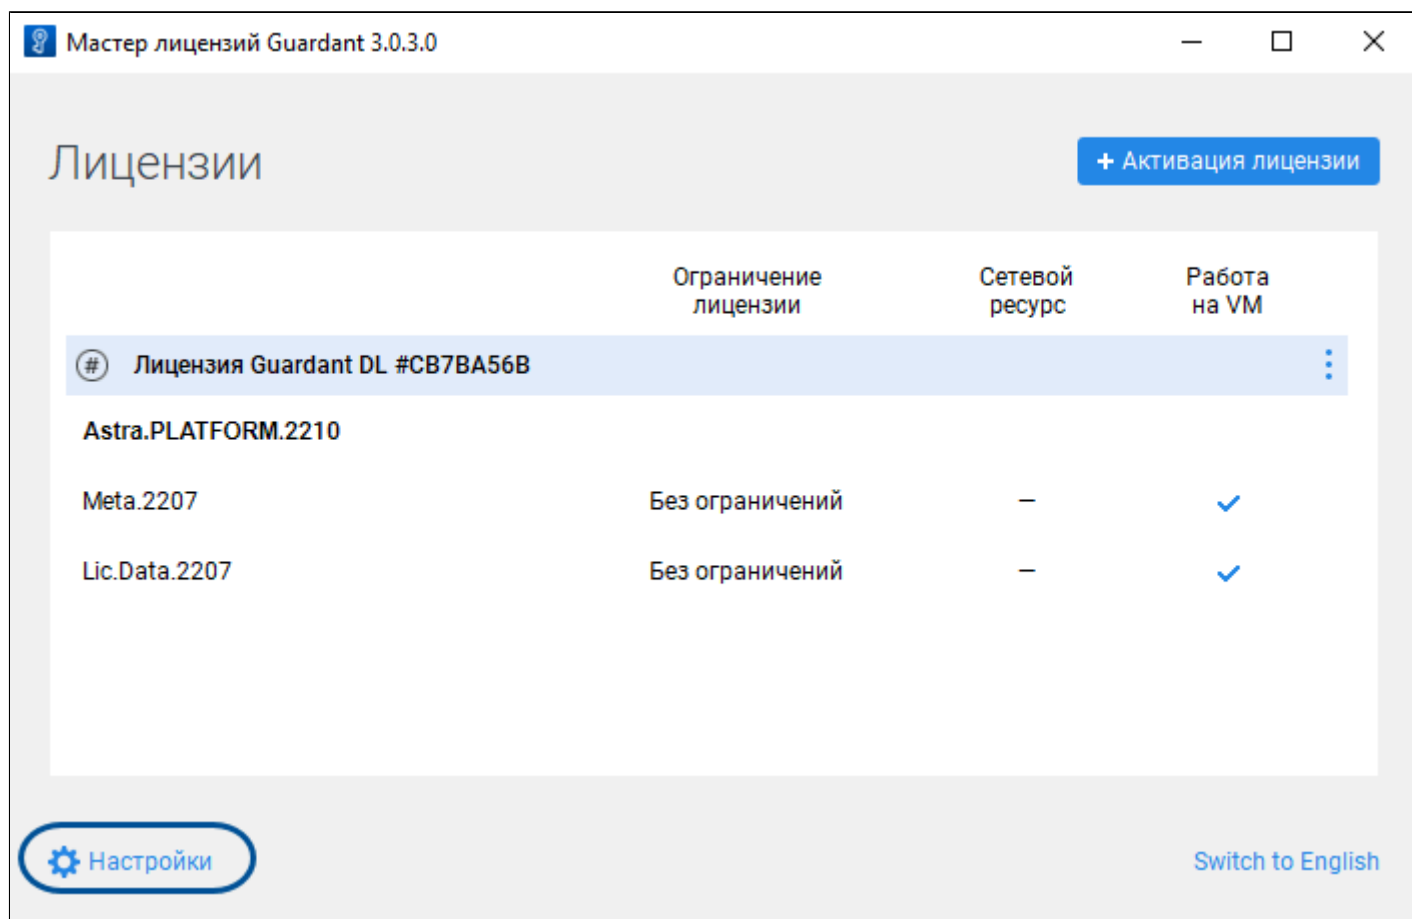 Мастер лицензий Guardant 3.0.3.0
Лицензии
+ Активация лицензии
Ограничение лицензии
Сетевой ресурс
Работа на VM
# Лицензия Guardant DL #CB7BA56B
Astra.PLATFORM.2210
Meta.2207 Без ограничений –
Lic.Data.2207 Без ограничений –
Настройки
Switch to English